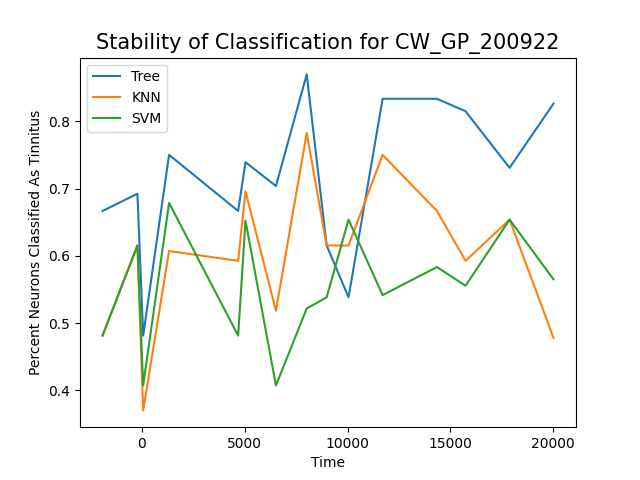 Stability of Classification for CW_GP_200922
Tree
KNN
SVM
Percent Neurons Classified As Tinnitus
0.8
0.7
0.6
0.5
0.4
0 5000 10000 15000 20000
Time